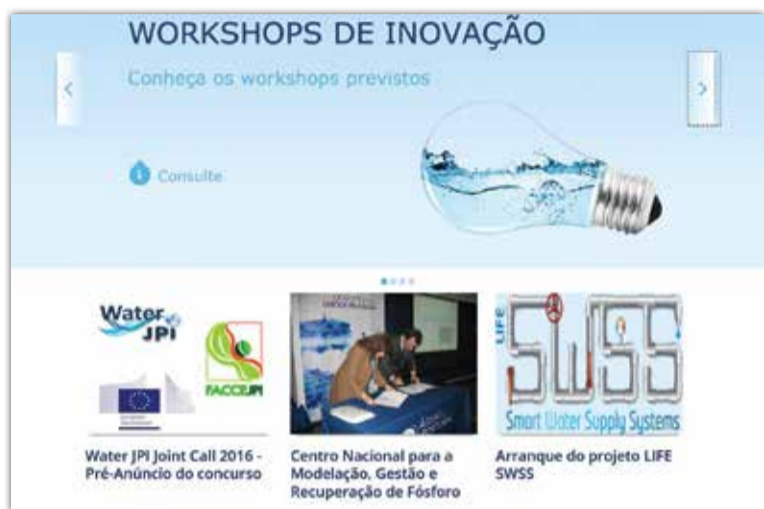 WORKSHOPS DE INOVAÇÃO
Conheça os workshops previstos
Consulte
Water
JPI
FACCEJPI
LIFE
SWSS
Smart Water Supply Systems
Water JPI Joint Call 2016 -
Pré-Anúncio do concurso
Centro Nacional para a
Modelação, Gestão e
Recuperação de Fósforo
Arranque do projeto LIFE
SWSS